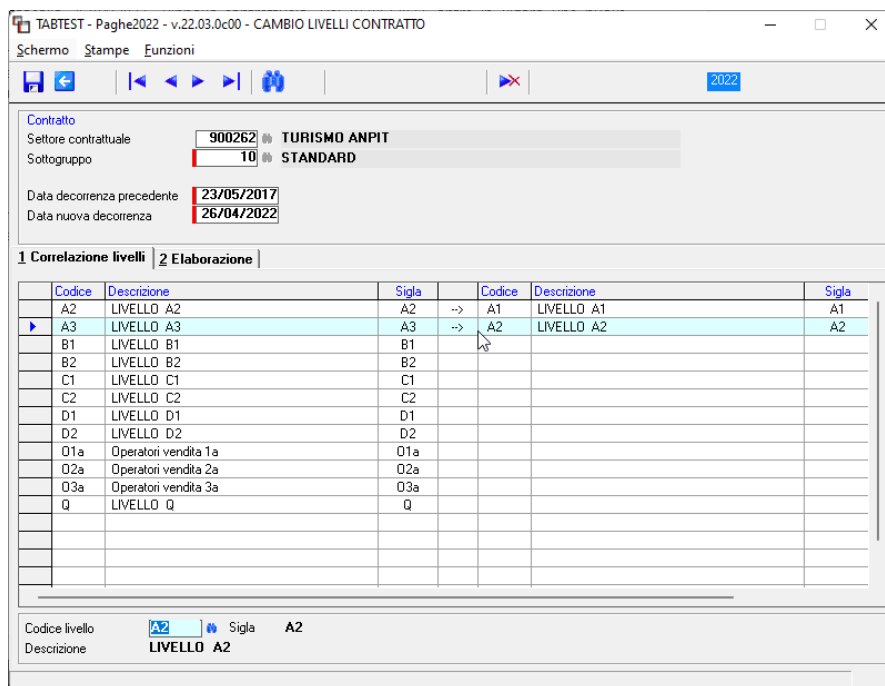 TABTEST - Paghe2022 - v.22.03.0c00 - CAMBIO LIVELLI CONTRATTO
Schermo Stampe Funzioni
2022
Contratto
Settore contrattuale 900262 TURISMO ANPIT
Sottogruppo 10 STANDARD
Data decorrenza precedente 23/05/2017
Data nuova decorrenza 26/04/2022
1 Correlazione livelli 2 Elaborazione
Codice Descrizione Sigla Codice Descrizione Sigla
A2 LIVELLO A2 A2 --> A1 LIVELLO A1 A1
A3 LIVELLO A3 A3 --> A2 LIVELLO A2 A2
B1 LIVELLO B1 B1
B2 LIVELLO B2 B2
C1 LIVELLO C1 C1
C2 LIVELLO C2 C2
D1 LIVELLO D1 D1
D2 LIVELLO D2 D2
O1a Operatori vendita 1a O1a
O2a Operatori vendita 2a O2a
O3a Operatori vendita 3a O3a
Q LIVELLO Q Q
Codice livello A2 Sigla A2
Descrizione LIVELLO A2